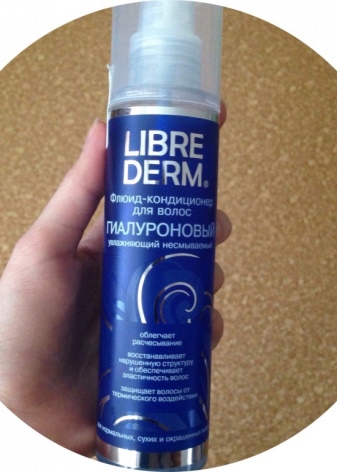 LIBRE
DERM®
Флюид-кондиционер
для волос
ГИАЛУРОНОВЫЙ
увлажняющий несмываемый
облегчает
расчесывание
восстанавливает
нарушенную структуру
и обеспечивает
эластичность волос
защищает волосы от
термического воздействия
нормальных, сухих и окрашенных